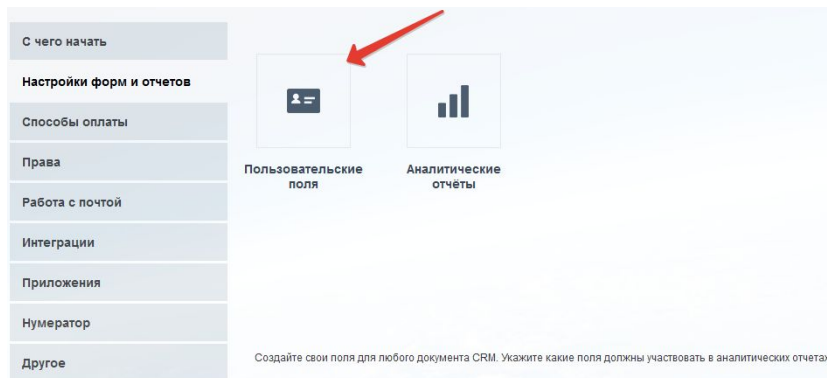 С чего начать
Настройки форм и отчетов
Способы оплаты
Права
Работа с почтой
Интеграции
Приложения
Нумератор
Другое
Пользовательские
поля
Аналитические
отчёты
Создайте свои поля для любого документа CRM. Укажите какие поля должны участвовать в аналитических отчетах